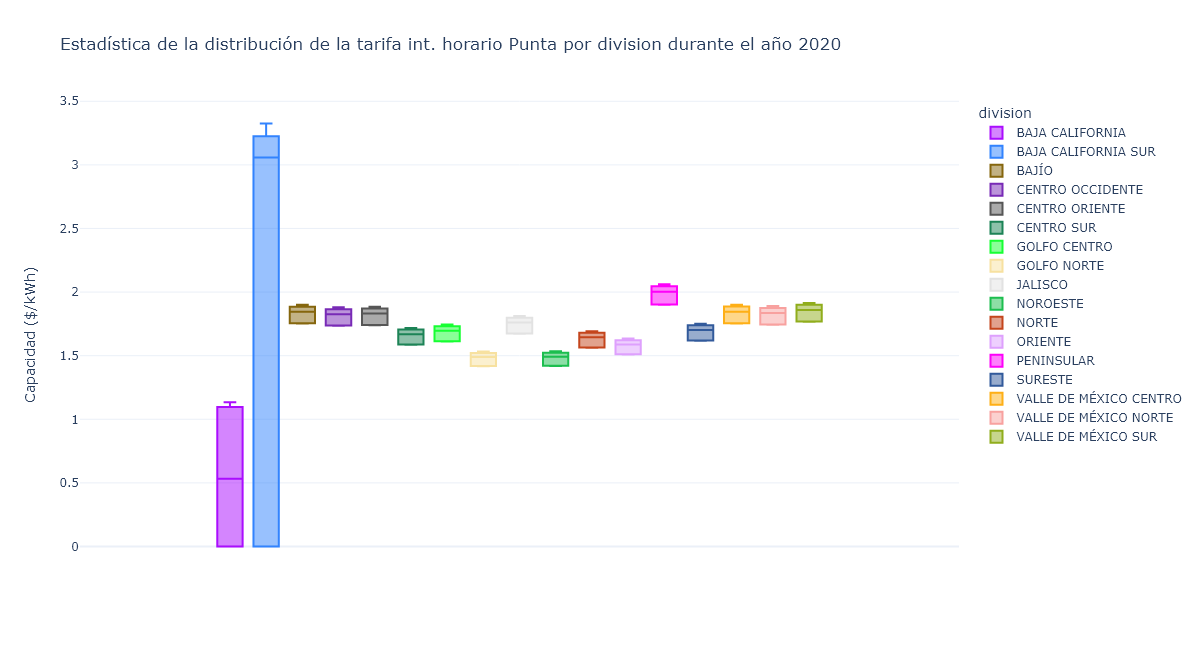 Estadística de la distribución de la tarifa int. horario Punta por division durante el año 2020
3.5
3
2.5
2
1.5
1
0.5
0
Capacidad ($/kWh)
division
BAJA CALIFORNIA
BAJA CALIFORNIA SUR
BAJÍO
CENTRO OCCIDENTE
CENTRO ORIENTE
CENTRO SUR
GOLFO CENTRO
GOLFO NORTE
JALISCO
NOROESTE
NORTE
ORIENTE
PENINSULAR
SURESTE
VALLE DE MÉXICO CENTRO
VALLE DE MÉXICO NORTE
VALLE DE MÉXICO SUR